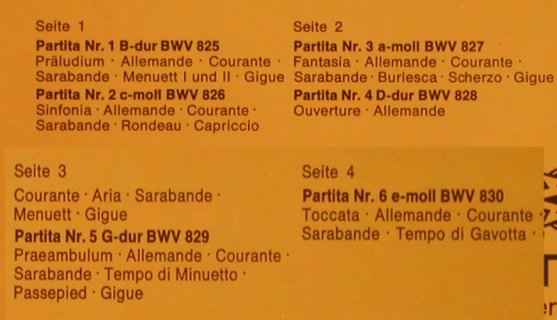 Seite 1
Partita Nr. 1 B-dur BWV 825
Präludium · Allemande · Courante ·
Sarabande · Menuett I und II · Gigue
Partita Nr. 2 c-moll BWV 826
Sinfonia · Allemande · Courante ·
Sarabande · Rondeau · Capriccio
Seite 2
Partita Nr. 3 a-moll BWV 827
Fantasia · Allemande · Courante ·
Sarabande · Burlesca · Scherzo · Gigue
Partita Nr. 4 D-dur BWV 828
Ouverture · Allemande
Seite 3
Courante · Aria · Sarabande ·
Menuett · Gigue
Partita Nr. 5 G-dur BWV 829
Praeambulum · Allemande · Courante ·
Sarabande · Tempo di Minuetto ·
Passepied · Gigue
Seite 4
Partita Nr. 6 e-moll BWV 830
Toccata · Allemande · Courante ·
Sarabande · Tempo di Gavotta ·